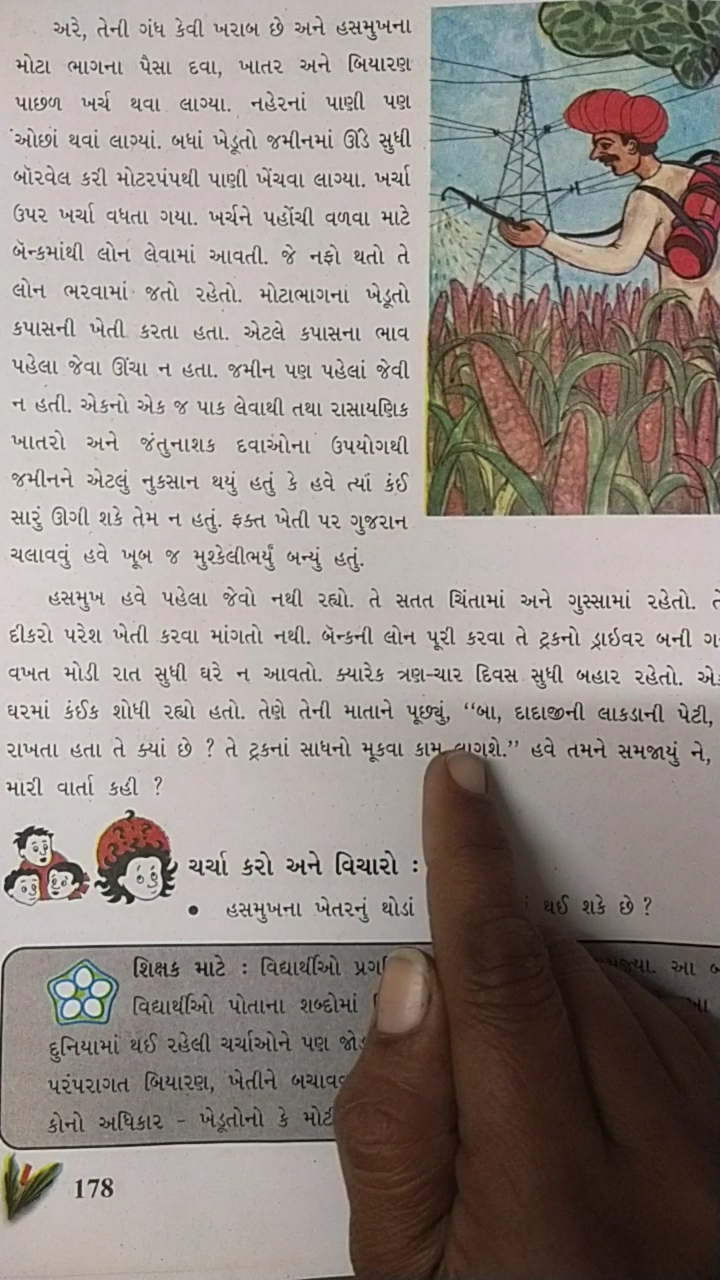 અરે, તેની ગંધ કેવી ખરાબ છે અને હસમુખના
મોટા ભાગના પૈસા દવા, ખાતર અને બિયારણ
પાછળ ખર્ચ થવા લાગ્યા. નહેરનાં પાણી પણ
ઓછાં થવાં લાગ્યાં. બધાં ખેડૂતો જમીનમાં ઊંડે સુધી
બૉરવેલ કરી મોટરપંપથી પાણી ખેંચવા લાગ્યા. ખર્ચા
ઉપર ખર્ચા વધતા ગયા. ખર્ચને પહોંચી વળવા માટે
બૅન્કમાંથી લોન લેવામાં આવતી. જે નફો થતો તે
લોન ભરવામાં જતો રહેતો. મોટાભાગનાં ખેડૂતો
કપાસની ખેતી કરતા હતા. એટલે કપાસના ભાવ
પહેલા જેવા ઊંચા ન હતા. જમીન પણ પહેલાં જેવી
ન હતી. એકનો એક જ પાક લેવાથી તથા રાસાયણિક
ખાતરો અને જંતુનાશક દવાઓના ઉપયોગથી
જમીનને એટલું નુકસાન થયું હતું કે હવે ત્યાં કંઈ
સારું ઊગી શકે તેમ ન હતું. ફક્ત ખેતી પર ગુજરાન
ચલાવવું હવે ખૂબ જ મુશ્કેલીભર્યું બન્યું હતું.
હસમુખ હવે પહેલા જેવો નથી રહ્યો. તે સતત ચિંતામાં અને ગુસ્સામાં રહેતો.
દીકરો પરેશ ખેતી કરવા માંગતો નથી. બૅન્કની લોન પૂરી કરવા તે ટ્રકનો ડ્રાઇવર બની
વખત મોડી રાત સુધી ઘરે ન આવતો. ક્યારેક ત્રણ-ચાર દિવસ સુધી બહાર રહેતો.
ઘરમાં કંઈક શોધી રહ્યો હતો. તેણે તેની માતાને પૂછ્યું, “બા, દાદાજીની લાકડાની પેટી,
રાખતા હતા તે ક્યાં છે ? તે ટ્રકનાં સાધનો મૂકવા કામ લાગશે.” હવે તમને સમજાયું ને,
મારી વાર્તા કહી ?
ચર્ચા કરો અને વિચારો :
• હસમુખના ખેતરનું થોડાં થઈ શકે છે ?
શિક્ષક માટે : વિદ્યાર્થીઓ આ
વિદ્યાર્થીઓ પોતાના શબ્દોમાં
દુનિયામાં થઈ રહેલી ચર્ચાઓને પણ
પરંપરાગત બિયારણ, ખેતીને
કોનો અધિકાર - ખેડૂતોનો કે
178